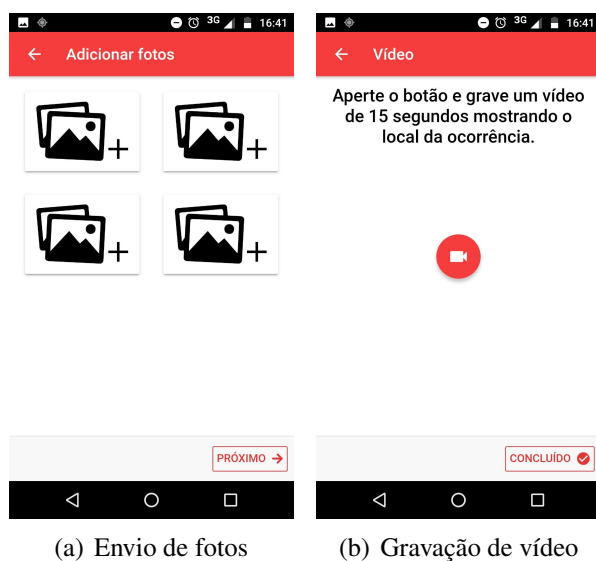 3G 16:41
Adicionar fotos
PRÓXIMO
(a) Envio de fotos
3G 16:41
Vídeo
Aperte o botão e grave um vídeo
de 15 segundos mostrando o
local da ocorrência.
CONCLUÍDO
(b) Gravação de vídeo